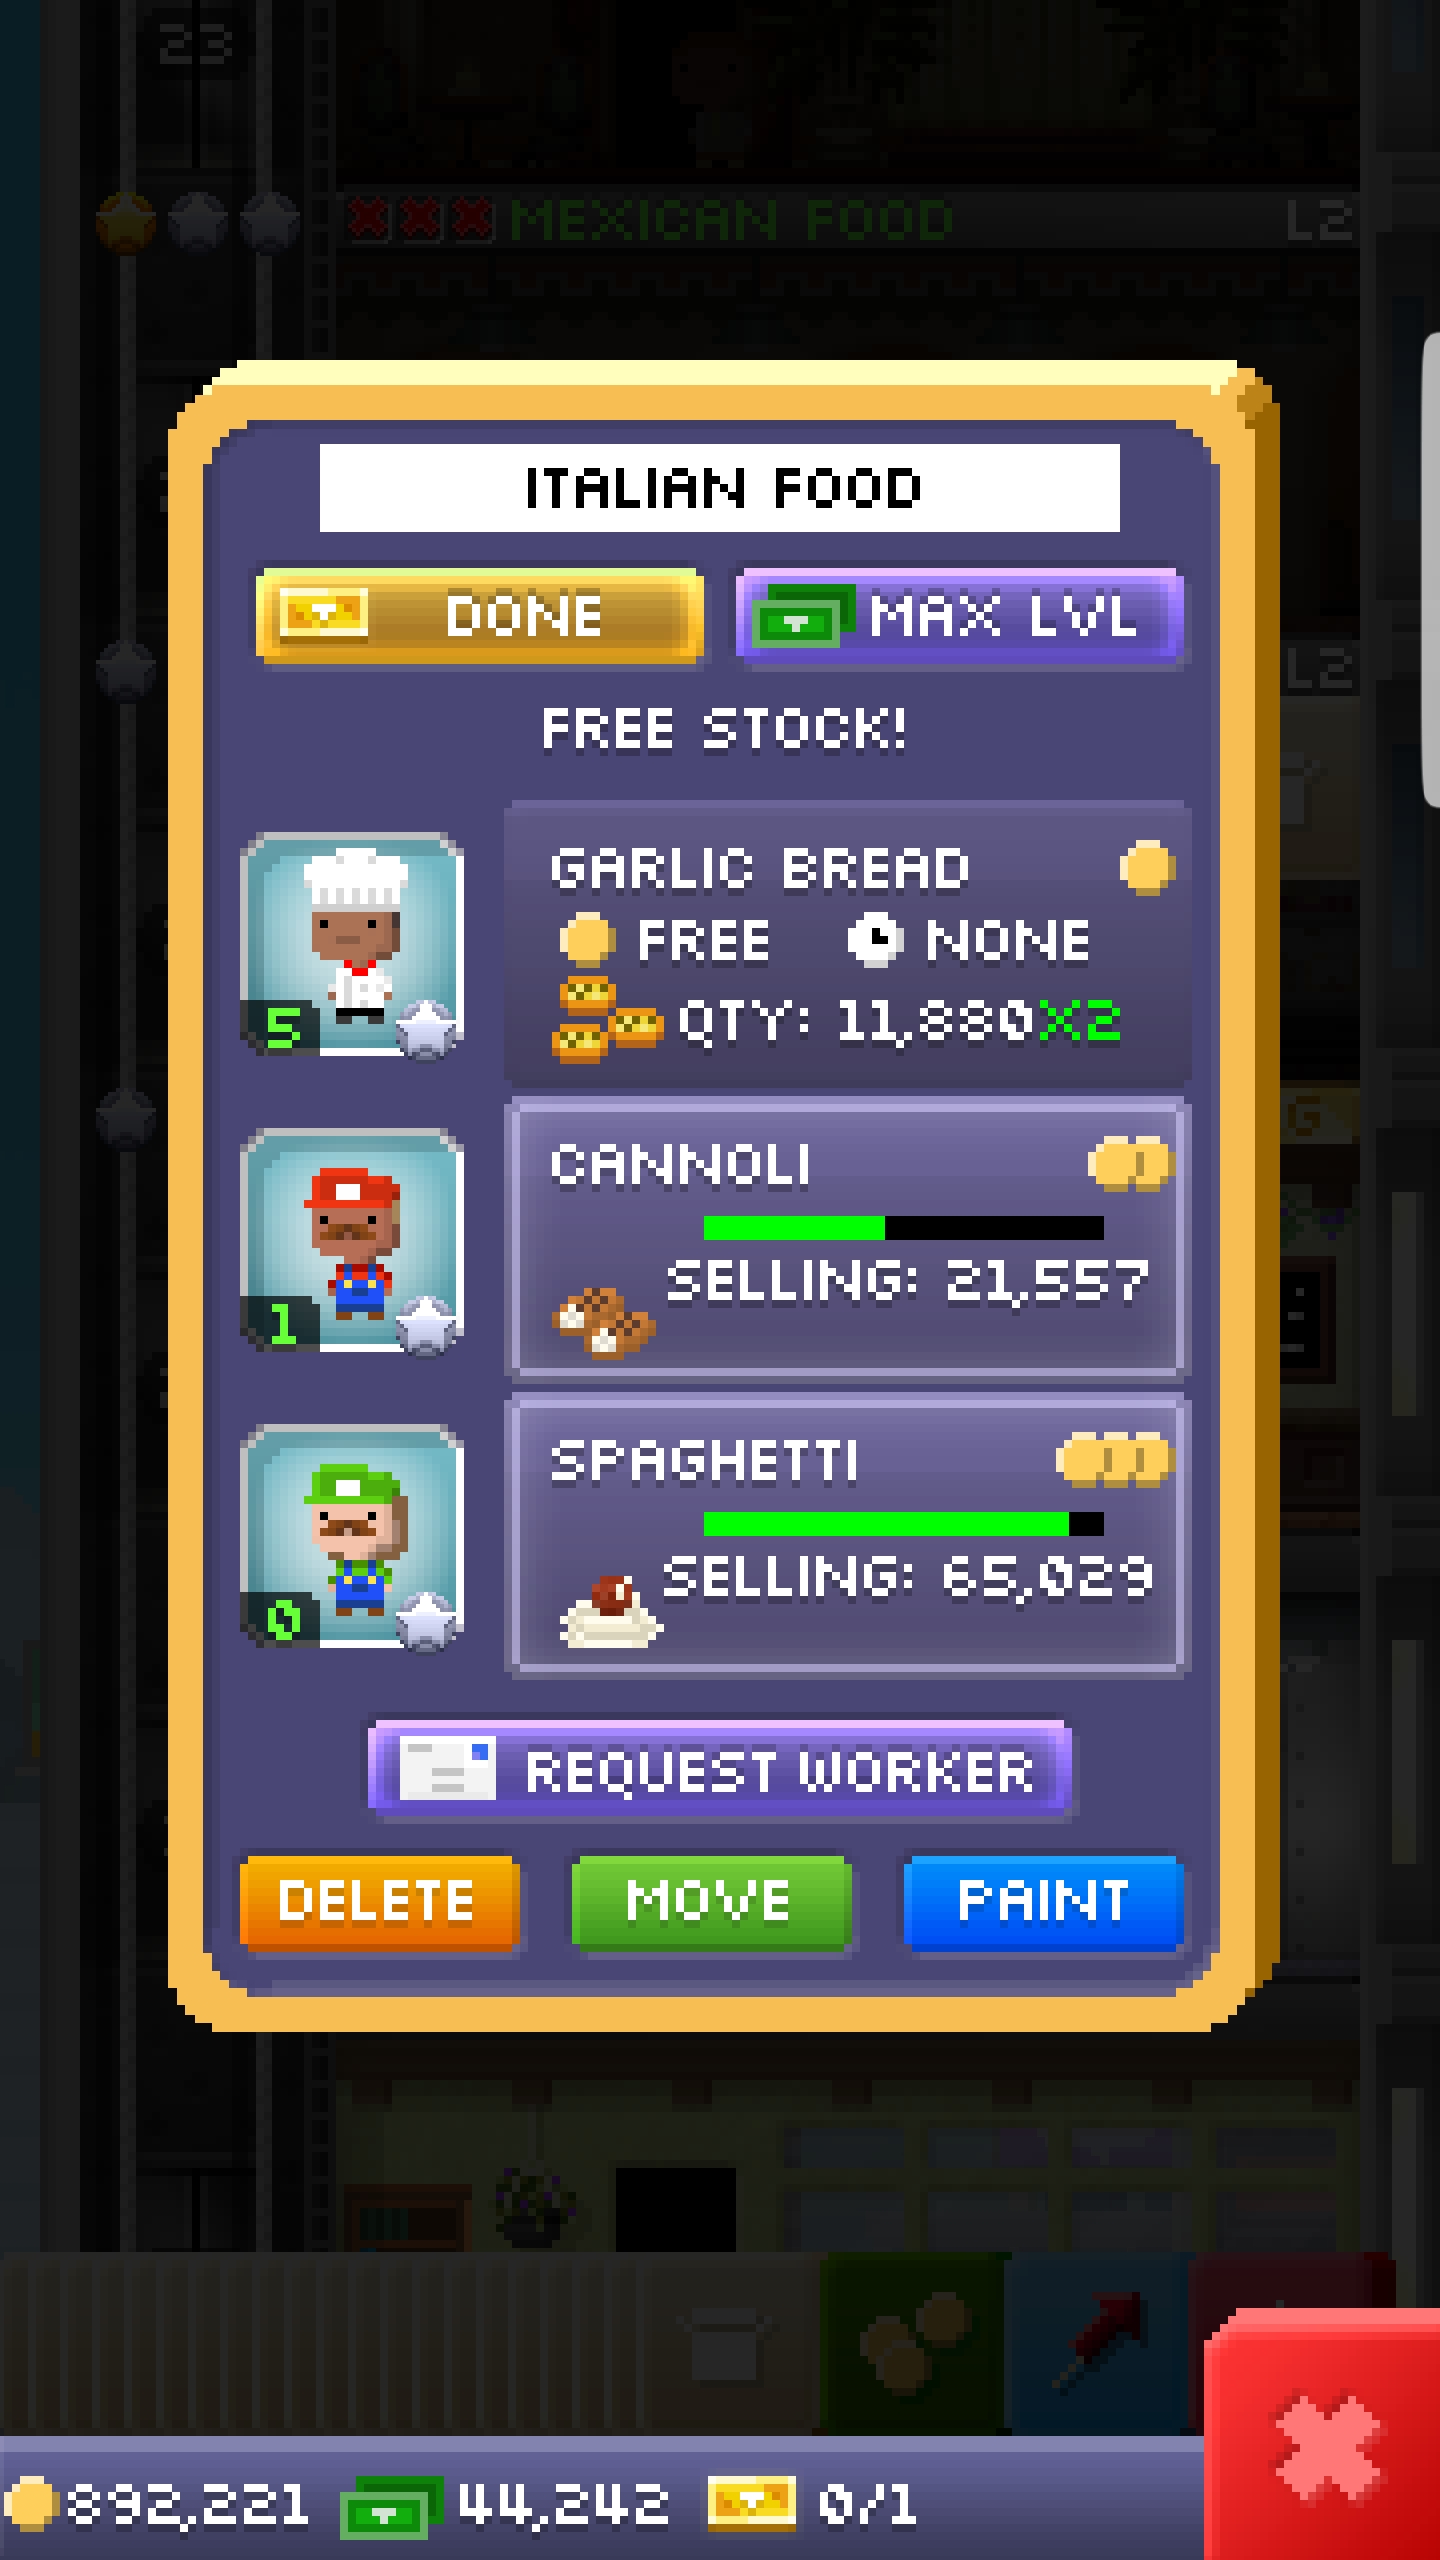 23
MEXICAN FOOD L2
ITALIAN FOOD
DONE MAX LVL
L2
FREE STOCK!
GARLIC BREAD
FREE NONE
5 QTY: 11,880X2
CANNOLI
SELLING: 21,557
1
SPAGHETTI
SELLING: 65,029
0
REQUEST WORKER
DELETE MOVE PAINT
892,221 44,242 0/1